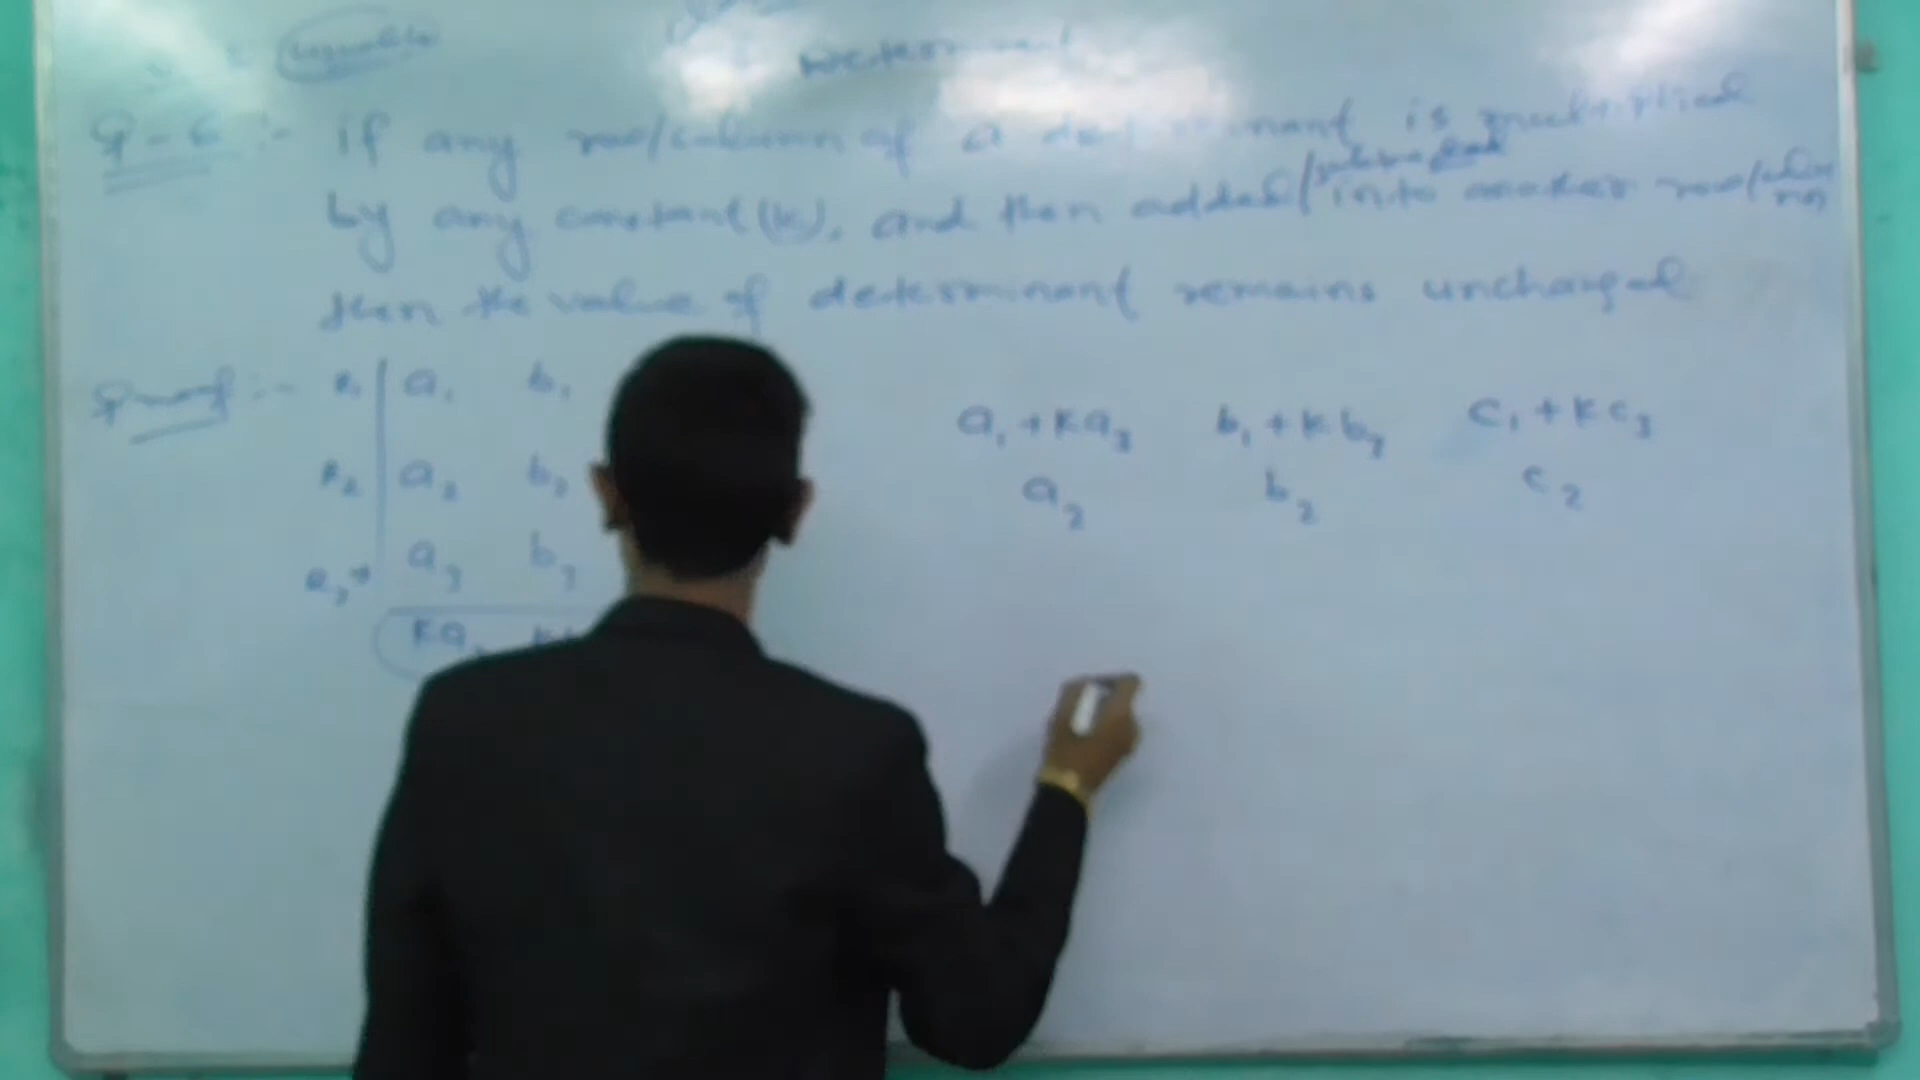 Determinant
P-6 :- if any row/column of a determinant is multiplied
by any constant (k), and then added/subtracted into another row/column
then the value of determinant remains unchanged
Proof :- R₁ | a₁ b₁
R₂ | a₂ b₂
R₃→ | a₃ b₃
ka₃
a₁+ka₃ b₁+kb₃ c₁+kc₃
a₂ b₂ c₂